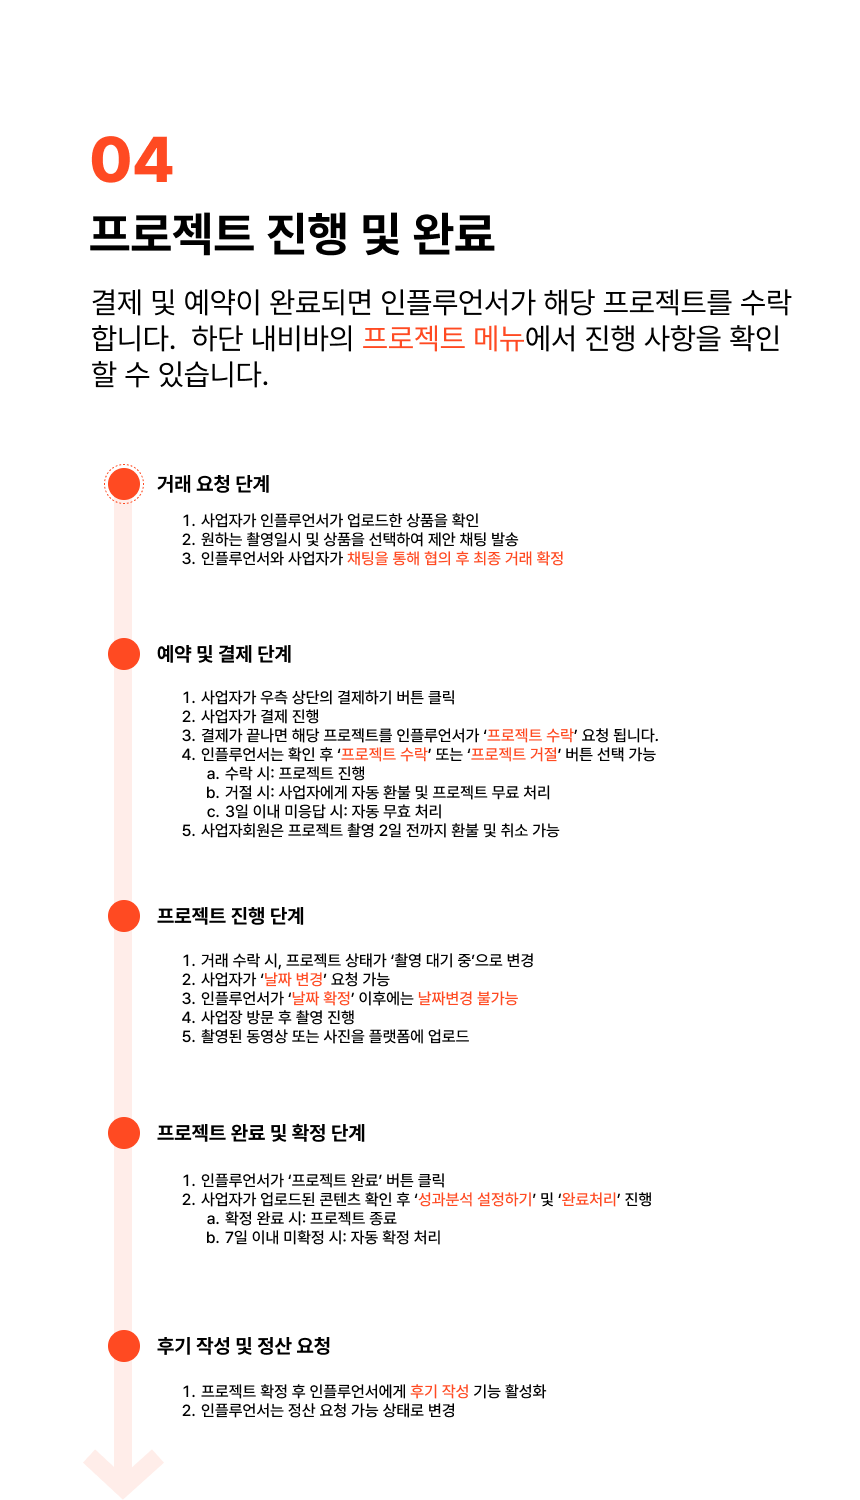 04
프로젝트 진행 및 완료
결제 및 예약이 완료되면 인플루언서가 해당 프로젝트를 수락
합니다. 하단 내비바의 프로젝트 메뉴에서 진행 사항을 확인
할 수 있습니다.
거래 요청 단계
1. 사업자가 인플루언서가 업로드한 상품을 확인
2. 원하는 촬영일시 및 상품을 선택하여 제안 채팅 발송
3. 인플루언서와 사업자가 채팅을 통해 협의 후 최종 거래 확정
예약 및 결제 단계
1. 사업자가 우측 상단의 결제하기 버튼 클릭
2. 사업자가 결제 진행
3. 결제가 끝나면 해당 프로젝트를 인플루언서가 ‘프로젝트 수락’ 요청 됩니다.
4. 인플루언서는 확인 후 ‘프로젝트 수락’ 또는 ‘프로젝트 거절’ 버튼 선택 가능
a. 수락 시: 프로젝트 진행
b. 거절 시: 사업자에게 자동 환불 및 프로젝트 무료 처리
c. 3일 이내 미응답 시: 자동 무효 처리
5. 사업자회원은 프로젝트 촬영 2일 전까지 환불 및 취소 가능
프로젝트 진행 단계
1. 거래 수락 시, 프로젝트 상태가 ‘촬영 대기 중’으로 변경
2. 사업자가 ‘날짜 변경’ 요청 가능
3. 인플루언서가 ‘날짜 확정’ 이후에는 날짜변경 불가능
4. 사업장 방문 후 촬영 진행
5. 촬영된 동영상 또는 사진을 플랫폼에 업로드
프로젝트 완료 및 확정 단계
1. 인플루언서가 ‘프로젝트 완료’ 버튼 클릭
2. 사업자가 업로드된 콘텐츠 확인 후 ‘성과분석 설정하기’ 및 ‘완료처리’ 진행
a. 확정 완료 시: 프로젝트 종료
b. 7일 이내 미확정 시: 자동 확정 처리
후기 작성 및 정산 요청
1. 프로젝트 확정 후 인플루언서에게 후기 작성 기능 활성화
2. 인플루언서는 정산 요청 가능 상태로 변경